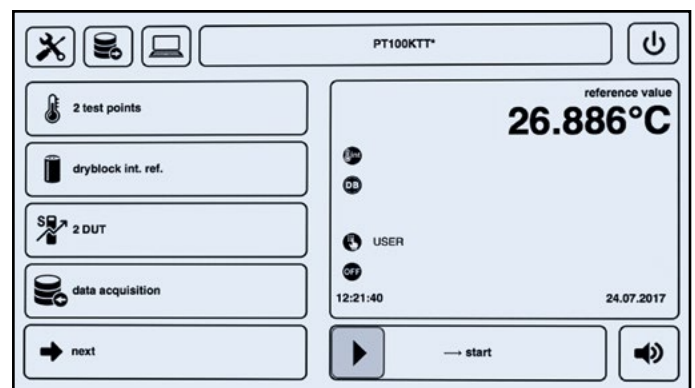 PT100KTT*
2 test points
dryblock int. ref.
S 2 DUT
data acquisition
next
reference value
26.886°C
int
DB
USER
OFF
12:21:40
24.07.2017
→ start